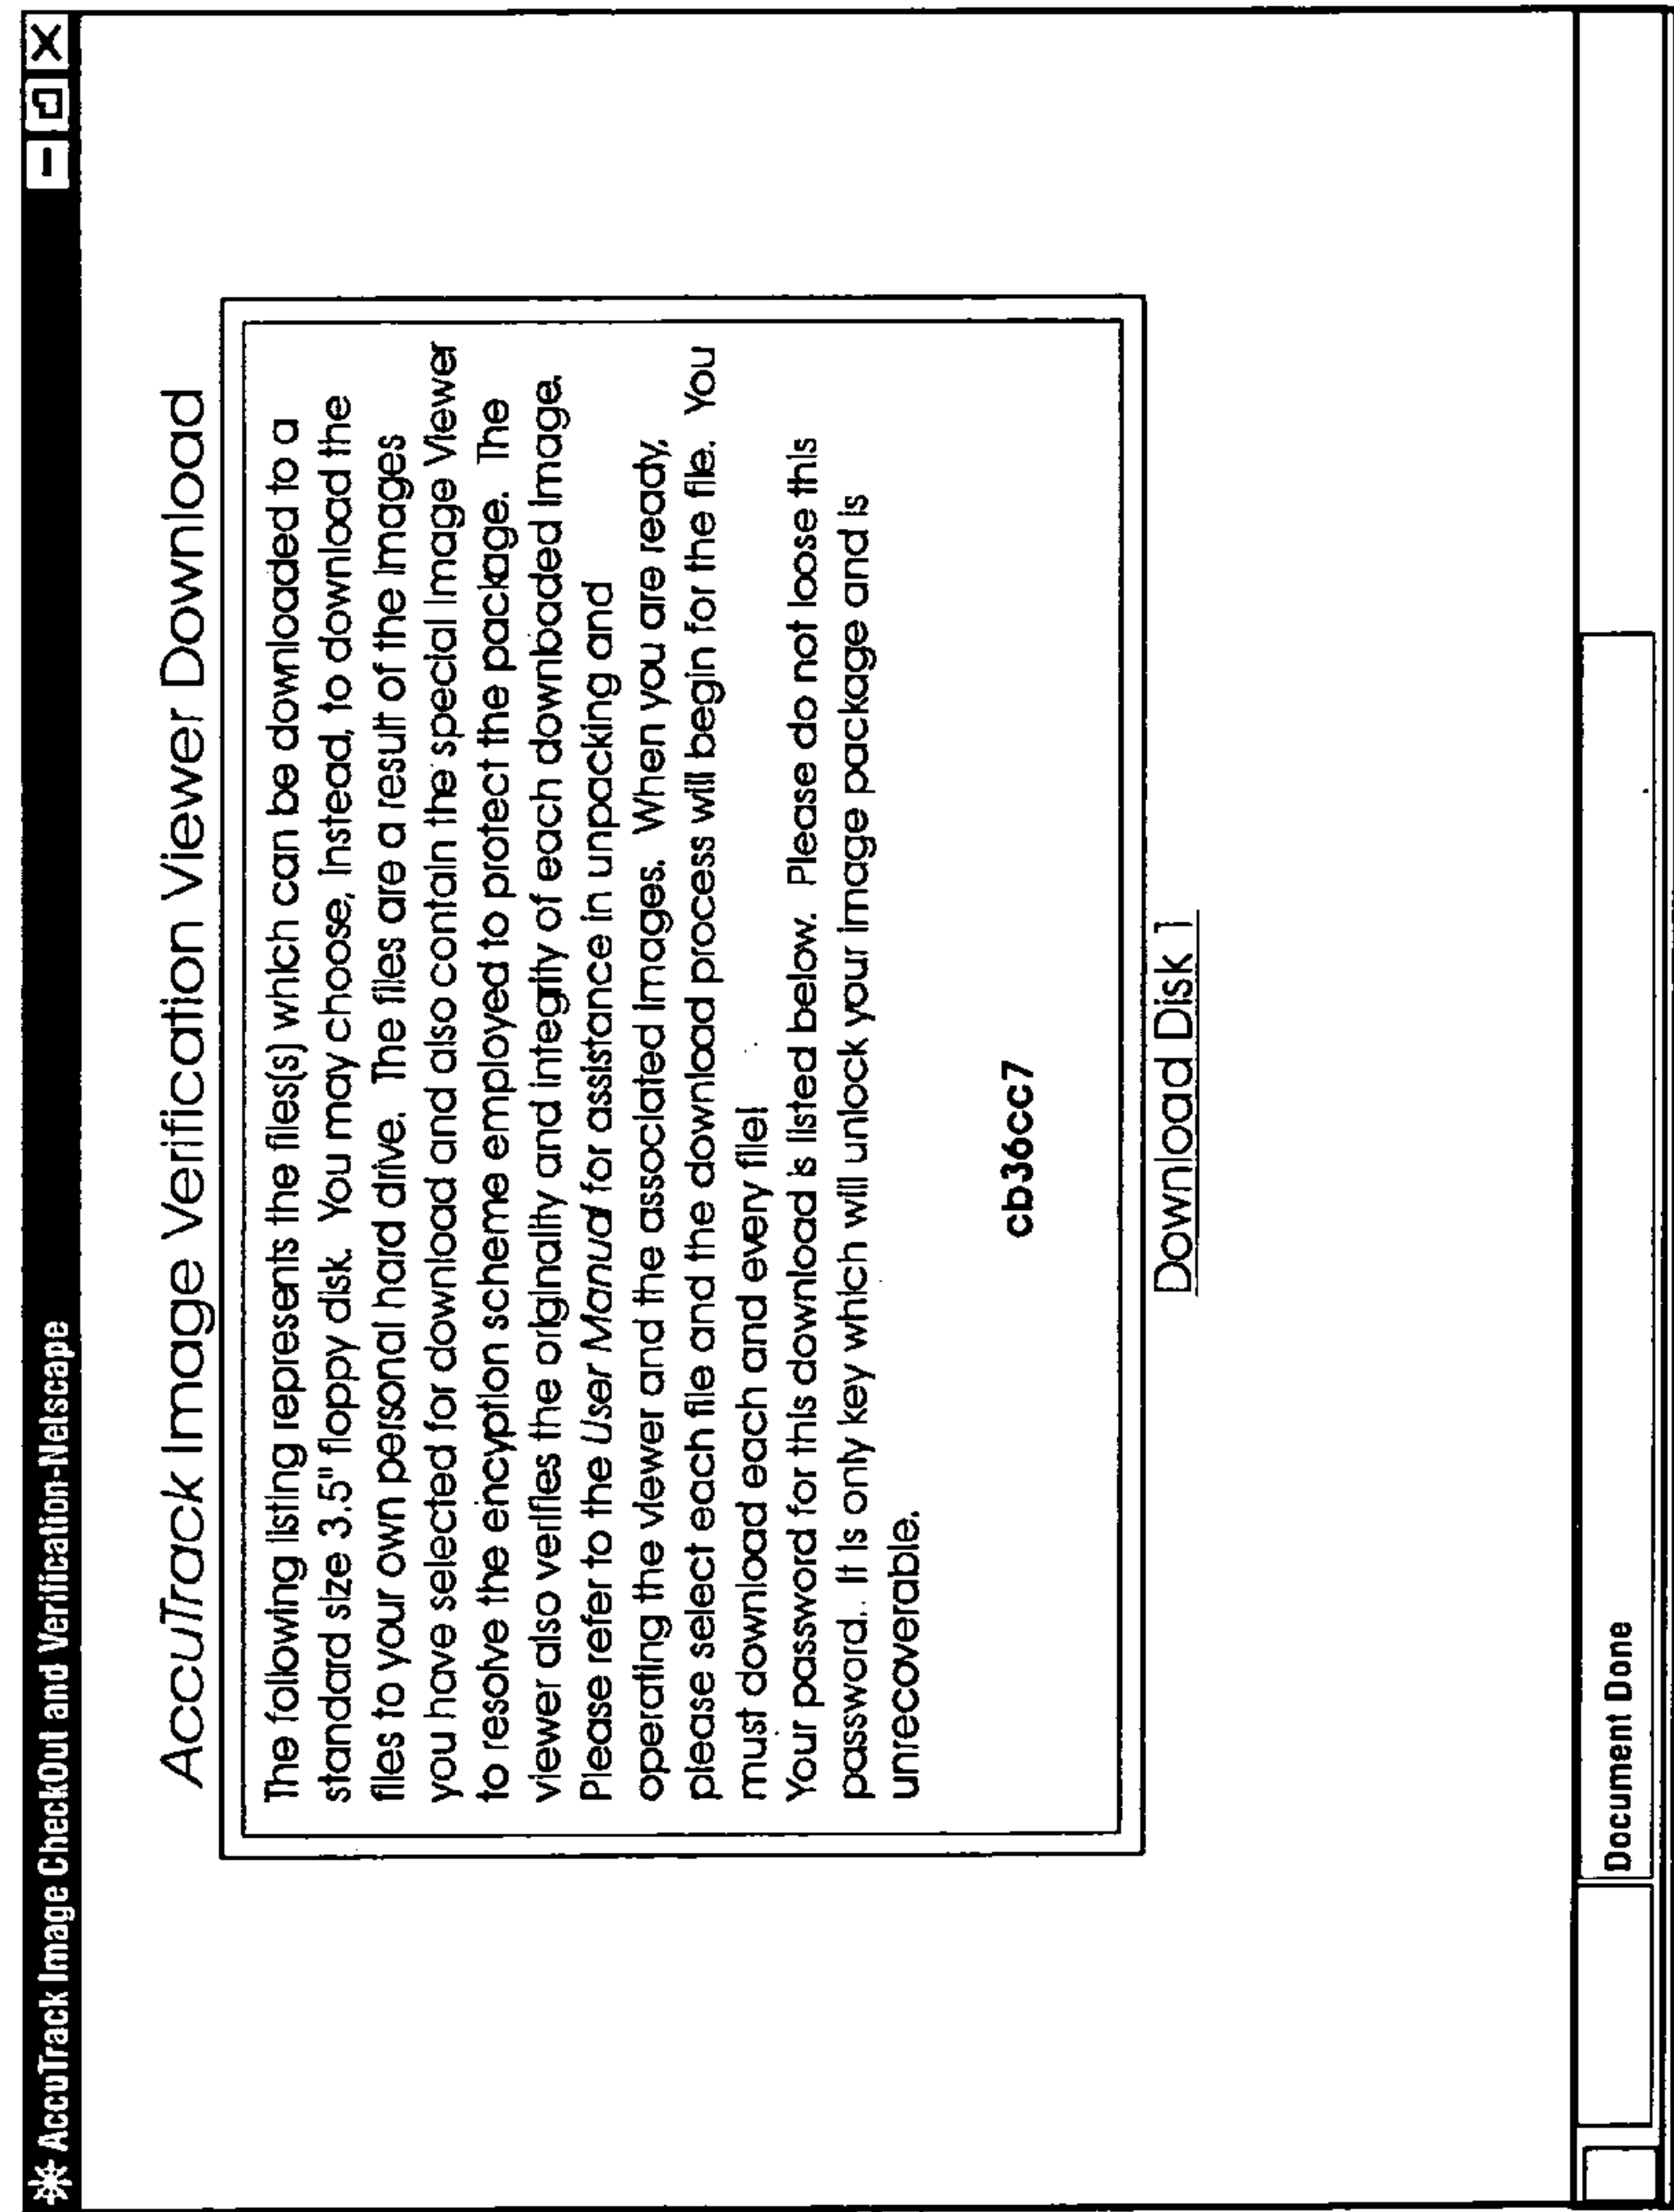 AccuTrack Image CheckOut and Verification-Netscape
AccuTrack Image Verification Viewer Download
The following listing represents the files(s) which can be downloaded to a
standard size 3.5" floppy disk. You may choose, instead, to download the
files to your own personal hard drive. The files are a result of the images
you have selected for download and also contain the special Image Viewer
to resolve the encyption scheme employed to protect the package. The
viewer also verifies the originality and integrity of each downloaded image.
Please refer to the User Manual for assistance in unpacking and
operating the viewer and the associated images. When you are ready,
please select each file and the download process will begin for the file. You
must download each and every file!
Your password for this download is listed below. Please do not loose this
password.. It is only key which will unlock your image package and is
unrecoverable.
cb36cc7
Download Disk 1
Document Done